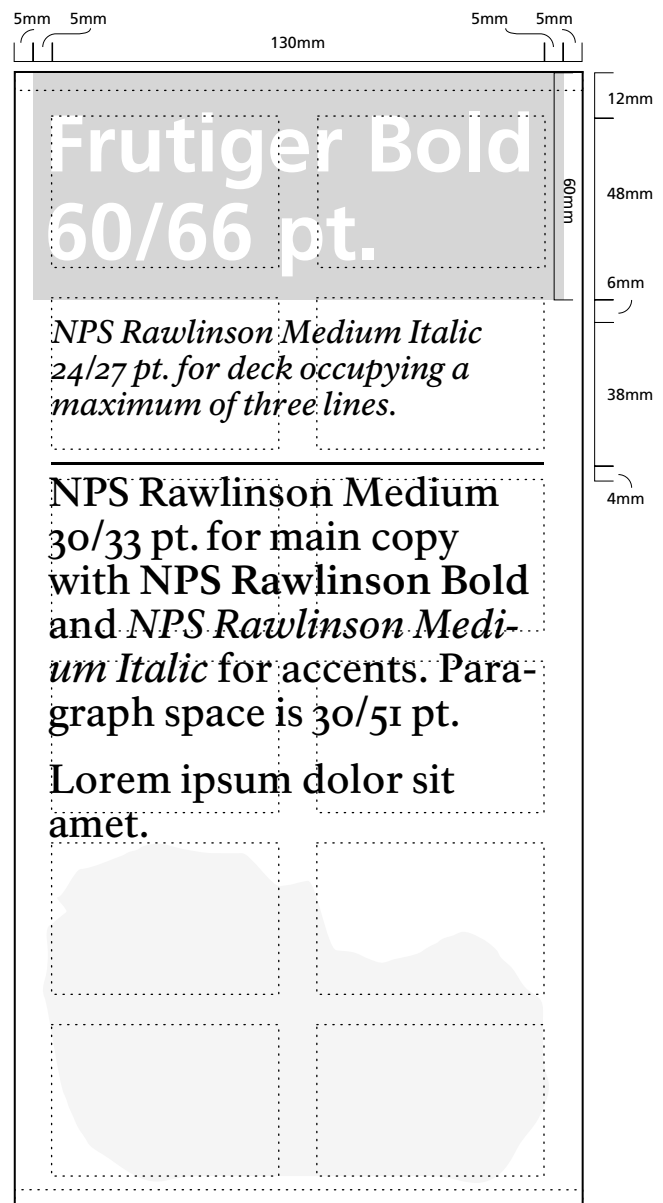 5mm 5mm 5mm 5mm
130mm
12mm
Frutiger Bold
60/66 pt.
60mm
48mm
6mm
NPS Rawlinson Medium Italic
24/27 pt. for deck occupying a
maximum of three lines.
38mm
4mm
NPS Rawlinson Medium
30/33 pt. for main copy
with NPS Rawlinson Bold
and NPS Rawlinson Medi-
um Italic for accents. Para-
graph space is 30/51 pt.
Lorem ipsum dolor sit
amet.